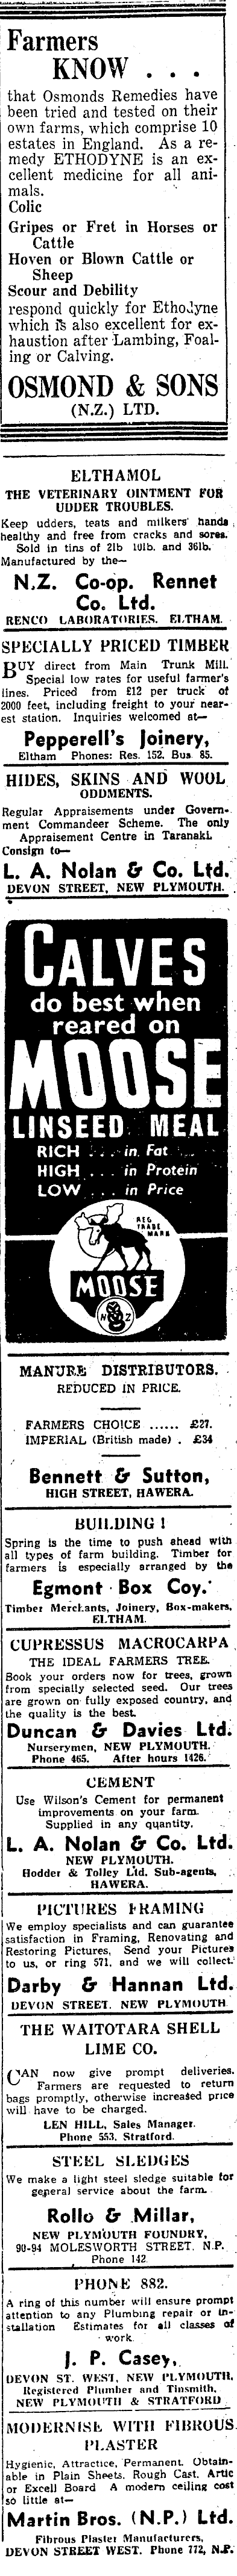 Farmers
KNOW . . .
that Osmonds Remedies have
been tried and tested on their
own farms, which comprise 10
estates in England. As a re-
medy ETHODYNE is an ex-
cellent medicine for all ani-
mals.
Colic
Gripes or Fret in Horses or
Cattle
Hoven or Blown Cattle or
Sheep
Scour and Debility
respond quickly for Ethodyne
which is also excellent for ex-
haustion after Lambing, Foal-
ing or Calving.
OSMOND & SONS
(N.Z.) LTD.
ELTHAMOL
THE VETERINARY OINTMENT FOR
UDDER TROUBLES.
Keep udders, teats and milkers' hands
healthy and free from cracks and sores.
Sold in tins of 2lb 10lb. and 36lb.
Manufactured by the—
N.Z. Co-op. Rennet
Co. Ltd.
RENCO LABORATORIES. ELTHAM.
SPECIALLY PRICED TIMBER
BUY direct from Main Trunk Mill.
Special low rates for useful farmer's
lines. Priced from £12 per truck of
2000 feet, including freight to your near-
est station. Inquiries welcomed at—
Pepperell's Joinery,
Eltham Phones: Res. 152. Bus. 85.
HIDES, SKINS AND WOOL
ODDMENTS.
Regular Appraisements under Govern-
ment Commandeer Scheme. The only
Appraisement Centre in Taranaki.
Consign to—
L. A. Nolan & Co. Ltd.
DEVON STREET, NEW PLYMOUTH.
CALVES
do best when
reared on
MOOSE
LINSEED MEAL
RICH . . . in Fat
HIGH . . . in Protein
LOW . . . in Price
REG
TRADE
MARK
MOOSE
N Z
MANURE DISTRIBUTORS.
REDUCED IN PRICE.
FARMERS CHOICE ...... £27.
IMPERIAL (British made) . £34
Bennett & Sutton,
HIGH STREET, HAWERA.
BUILDING !
Spring is the time to push ahead with
all types of farm building. Timber for
farmers is especially arranged by the
Egmont Box Coy.
Timber Merchants, Joinery, Box-makers,
ELTHAM.
CUPRESSUS MACROCARPA
THE IDEAL FARMERS TREE.
Book your orders now for trees, grown
from specially selected seed. Our trees
are grown on fully exposed country, and
the quality is the best.
Duncan & Davies Ltd.
Nurserymen, NEW PLYMOUTH.
Phone 465. After hours 1426.
CEMENT
Use Wilson's Cement for permanent
improvements on your farm.
Supplied in any quantity.
L. A. Nolan & Co. Ltd.
NEW PLYMOUTH.
Hodder & Tolley Ltd. Sub-agents,
HAWERA.
PICTURES FRAMING
We employ specialists and can guarantee
satisfaction in Framing, Renovating and
Restoring Pictures, Send your Pictures
to us, or ring 571, and we will collect.
Darby & Hannan Ltd.
DEVON STREET. NEW PLYMOUTH
THE WAITOTARA SHELL
LIME CO.
CAN now give prompt deliveries.
Farmers are requested to return
bags promptly, otherwise increased price
will have to be charged.
LEN HILL, Sales Manager.
Phone 553, Stratford.
STEEL SLEDGES
We make a light steel sledge suitable for
general service about the farm.
Rollo & Millar,
NEW PLYMOUTH FOUNDRY,
90-94 MOLESWORTH STREET. N.P.
Phone 142
PHONE 882.
A ring of this number will ensure prompt
attention to any Plumbing repair or in-
stallation Estimates for all classes of
work.
J. P. Casey,
DEVON ST. WEST, NEW PLYMOUTH.
Registered Plumber and Tinsmith,
NEW PLYMOUTH & STRATFORD
MODERNISE WITH FIBROUS
PLASTER
Hygienic, Attractice, Permanent. Obtain-
able in Plain Sheets. Rough Cast. Artic
or Excell Board A modern ceiling cost
so little at—
Martin Bros. (N.P.) Ltd.
Fibrous Plaster Manufacturers,
DEVON STREET WEST. Phone 772, N.P.